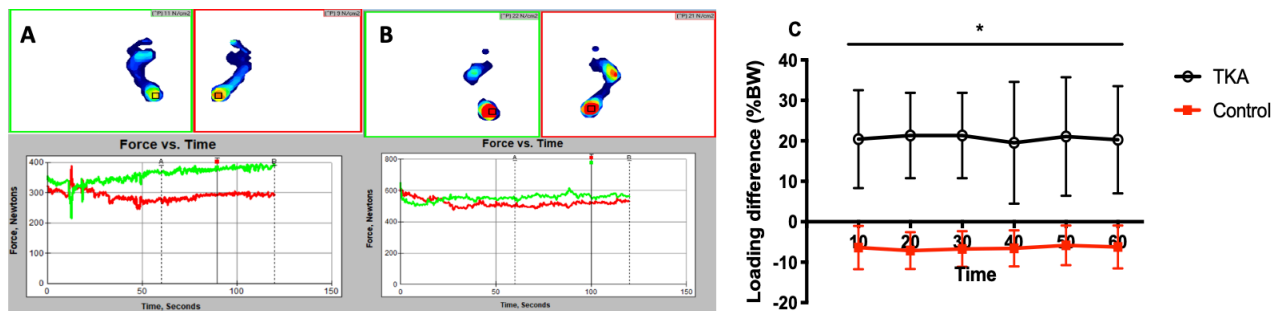 A
[^P] 11 N/cm2
[^P] 9 N/cm2
Force vs. Time
Force, Newtons
400
300
200
100
0
A
B
0
50
100
150
Time, Seconds
B
[^P] 22 N/cm2
[^P] 21 N/cm2
Force vs. Time
Force, Newtons
800
600
400
200
0
A
B
0
50
100
150
Time, Seconds
C
*
Loading difference (%BW)
50
40
30
20
10
0
-10
-20
10 20 30 40 50 60
Time
TKA
Control